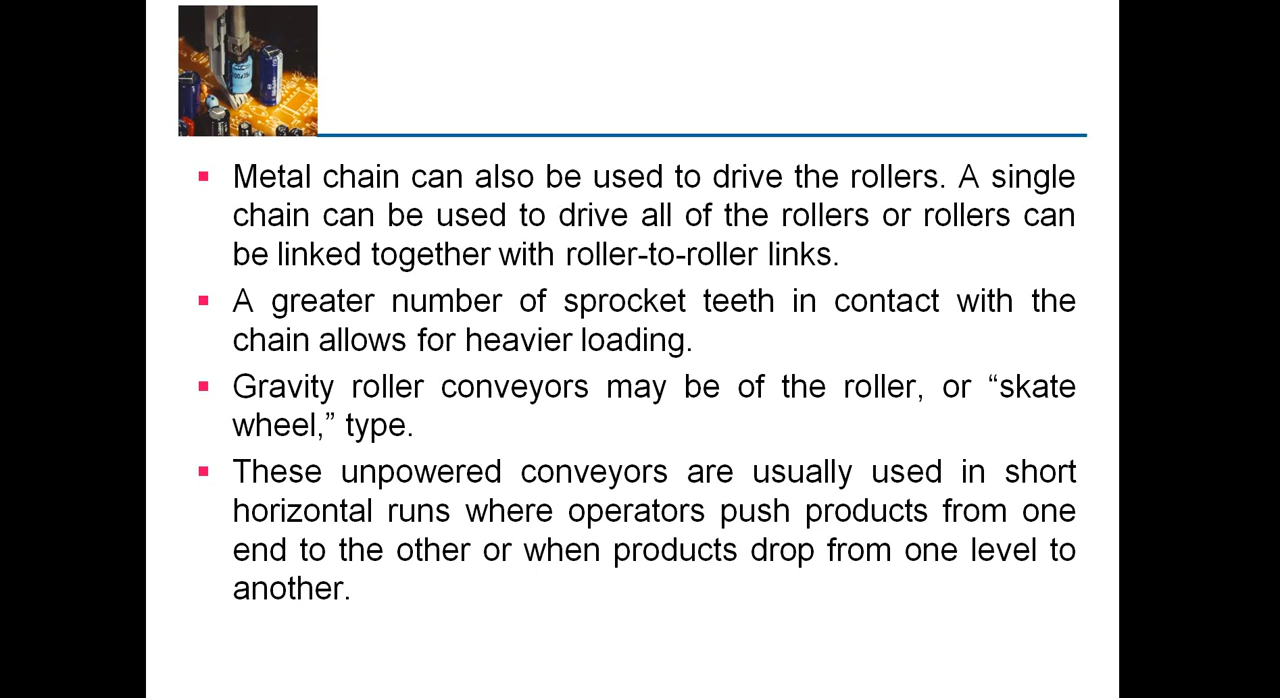 Metal chain can also be used to drive the rollers. A single
chain can be used to drive all of the rollers or rollers can
be linked together with roller-to-roller links.
A greater number of sprocket teeth in contact with the
chain allows for heavier loading.
Gravity roller conveyors may be of the roller, or “skate
wheel,” type.
These unpowered conveyors are usually used in short
horizontal runs where operators push products from one
end to the other or when products drop from one level to
another.